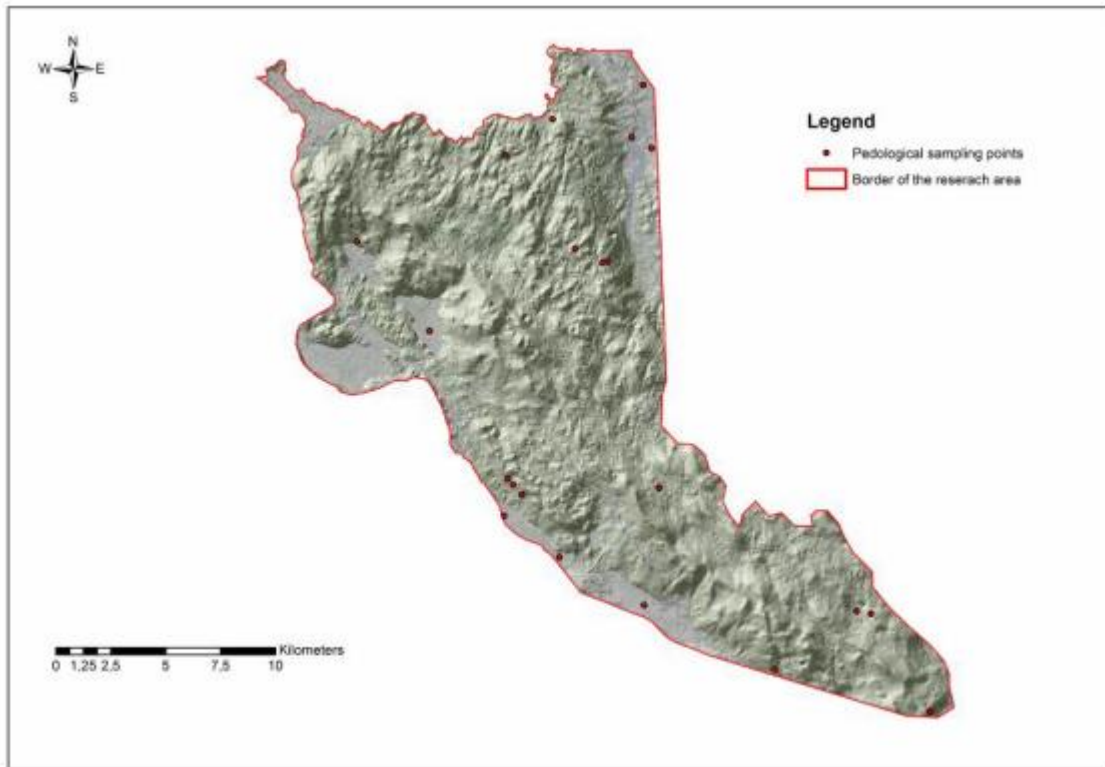 N
W E
S
Legend
Pedological sampling points
Border of the reserach area
Kilometers
0 1,25 2,5 5 7,5 10